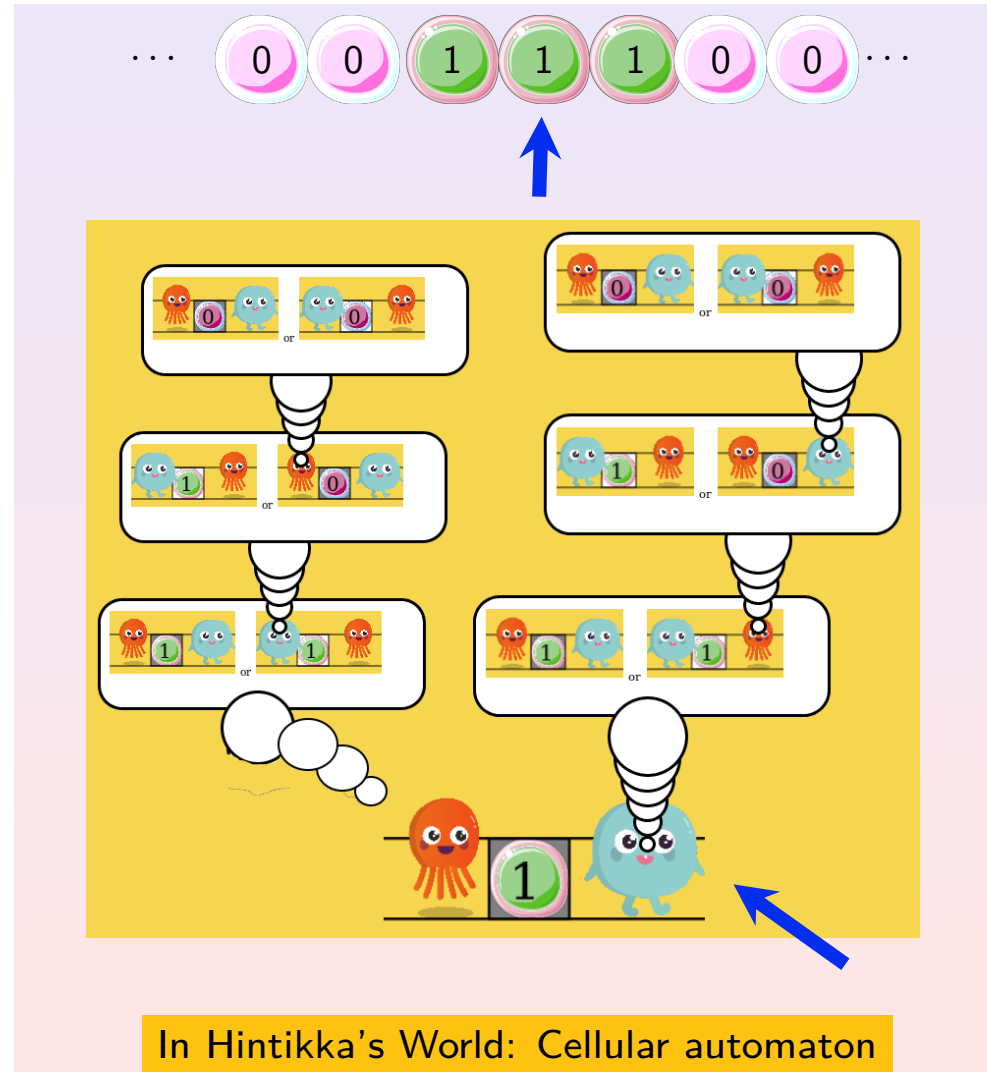 ··· 0 0 1 1 1 0 0 ···
0 or 0
0 or 0
1 or 0
1 or 0
1 or 1
1 or 1
1
In Hintikka's World: Cellular automaton